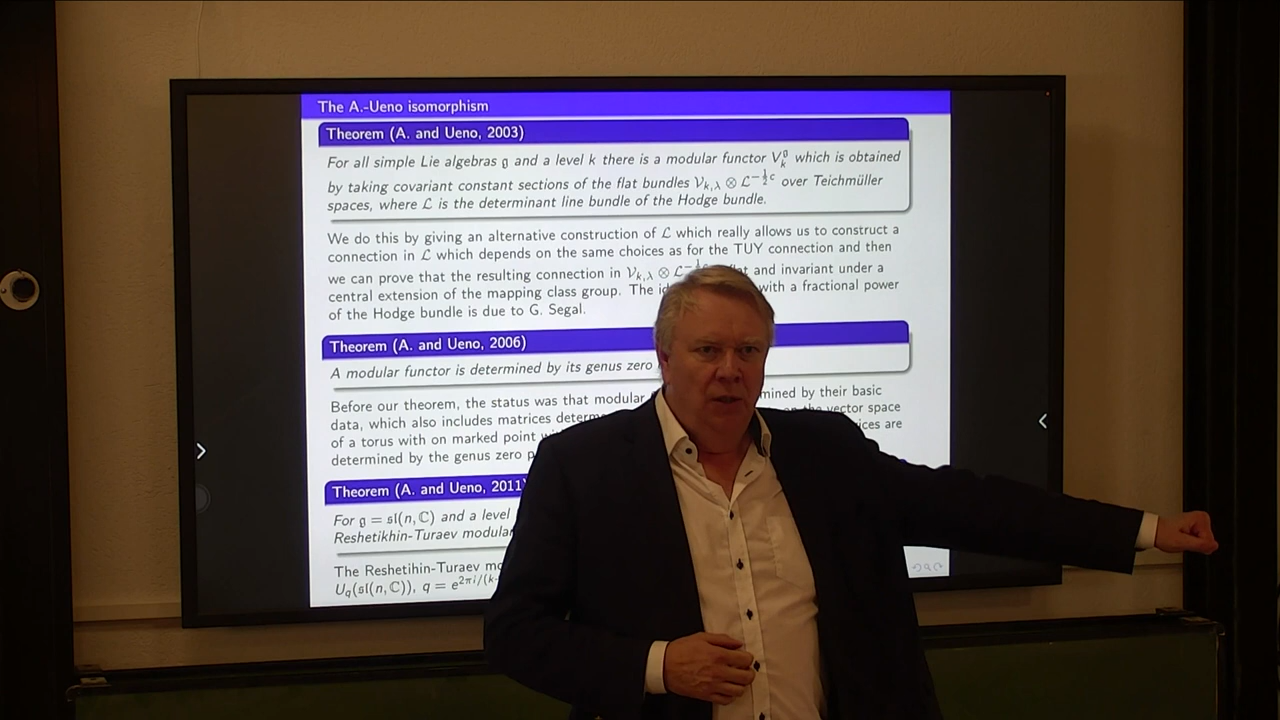 The A.-Ueno isomorphism
Theorem (A. and Ueno, 2003)
For all simple Lie algebras 𝔤 and a level k there is a modular functor V_k^𝔤 which is obtained
by taking covariant constant sections of the flat bundles 𝒱_{k,λ} ⊗ ℒ^{-½c} over Teichmüller
spaces, where ℒ is the determinant line bundle of the Hodge bundle.
We do this by giving an alternative construction of ℒ which really allows us to construct a
connection in ℒ which depends on the same choices as for the TUY connection and then
we can prove that the resulting connection in 𝒱_{k,λ} ⊗ and invariant under a
central extension of the mapping class group. The with a fractional power
of the Hodge bundle is due to G. Segal.
Theorem (A. and Ueno, 2006)
A modular functor is determined by its genus zero
Before our theorem, the status was that modular by their basic
data, which also includes matrices vector space
of a torus with on marked point are
determined by the genus zero
Theorem (A. and Ueno, 2011
For 𝔤 = 𝔰𝔩(n, ℂ) and a level
Reshetikhin-Turaev
The Reshetihin-Turaev
U_q(𝔰𝔩(n, ℂ)), q = e^{2πi/(k